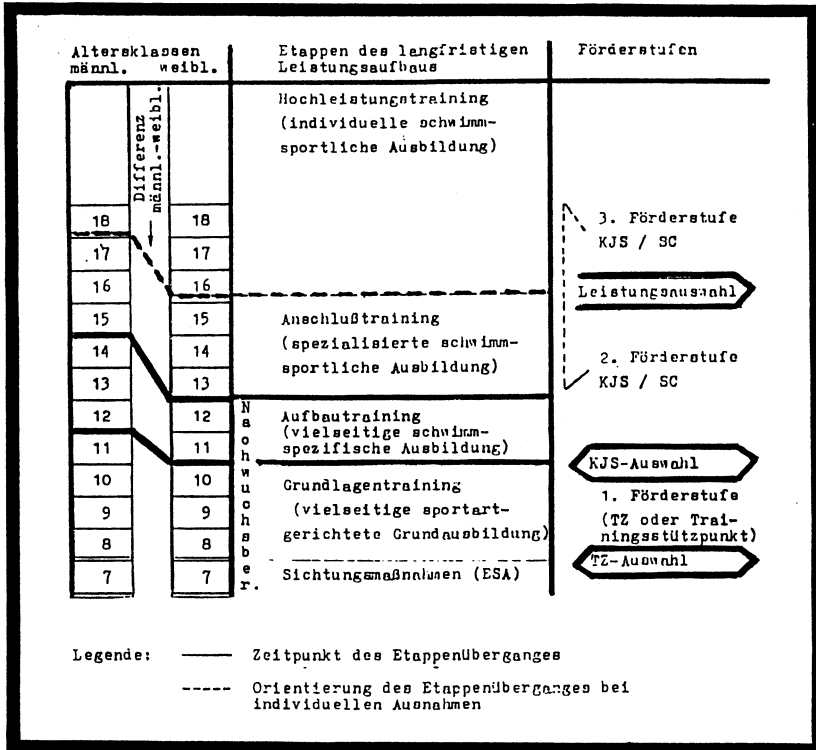 Altersklassen
männl. weibl.
Etappen des langfristigen
Leistungsaufbaus
Förderstufen
Differenz
männl.-weibl.
18 18
17 17
16 16
15 15
14 14
13 13
12 12
11 11
10 10
9 9
8 8
7 7
Nachwuchsber.
Hochleistungstraining
(individuelle schwimm-
sportliche Ausbildung)
Anschlußtraining
(spezialisierte schwimm-
sportliche Ausbildung)
Aufbautraining
(vielseitige schwimm-
spezifische Ausbildung)
Grundlagentraining
(vielseitige sportart-
gerichtete Grundausbildung)
Sichtungsmaßnahmen (ESA)
3. Förderstufe
KJS / SC
Leistungsauswahl
2. Förderstufe
KJS / SC
KJS-Auswahl
1. Förderstufe
(TZ oder Trai-
ningsstützpunkt)
TZ-Auswahl
Legende:
Zeitpunkt des Etappenüberganges
Orientierung des Etappenüberganges bei
individuellen Ausnahmen